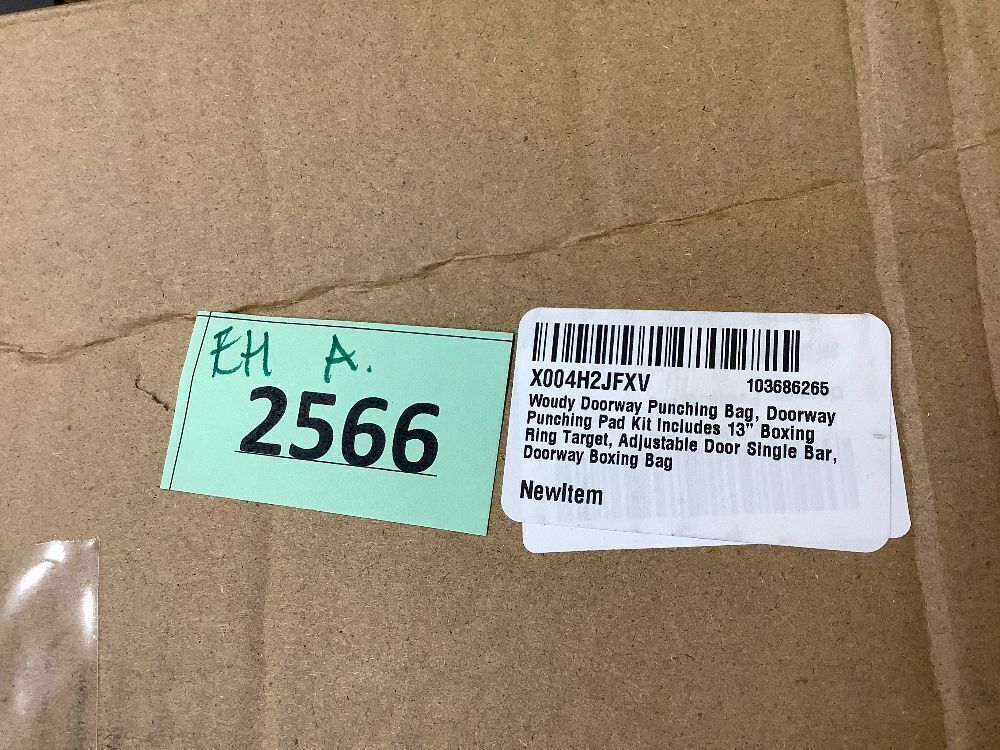 EH A.
2566
X004H2JFXV 103686265
Woudy Doorway Punching Bag, Doorway
Punching Pad Kit Includes 13" Boxing
Ring Target, Adjustable Door Single Bar,
Doorway Boxing Bag
NewItem